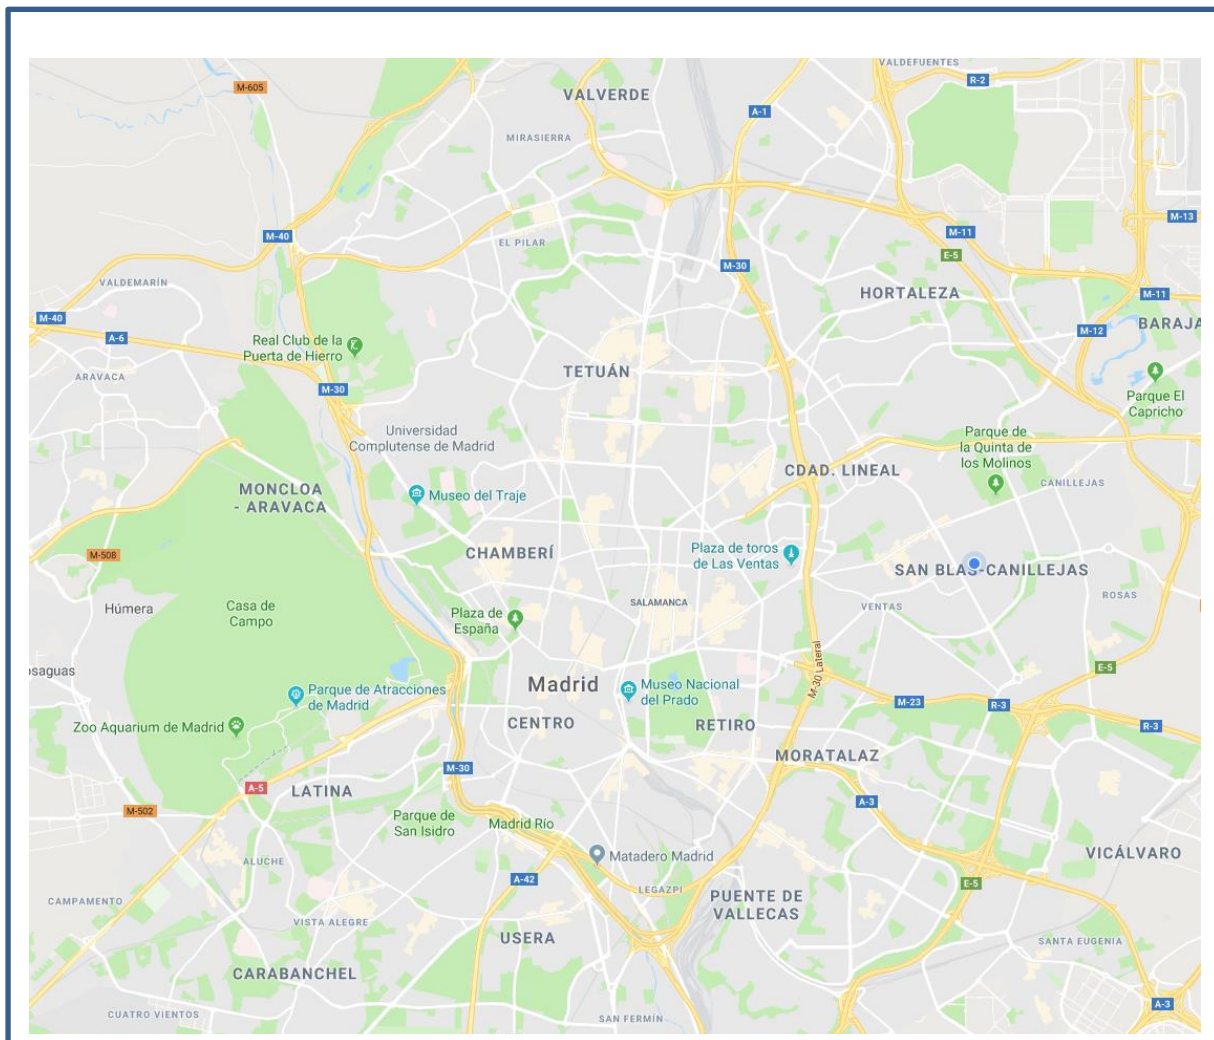 VALDEFUENTES
R-2
M-605
VALVERDE
A-1
MIRASIERRA
M-13
M-11
M-40
EL PILAR
E-5
M-30
VALDEMARÍN
HORTALEZA
M-11
M-40
BARAJA
M-12
A-6
Real Club de la
Puerta de Hierro
TETUÁN
ARAVACA
M-30
Parque El
Capricho
Universidad
Complutense de Madrid
Parque de
la Quinta de
los Molinos
CDAD. LINEAL
CANILLEJAS
MONCLOA
- ARAVACA
Museo del Traje
M-508
CHAMBERÍ
Plaza de toros
de Las Ventas
SAN BLAS-CANILLEJAS
ROSAS
Húmera
Casa de
Campo
SALAMANCA
VENTAS
Plaza de
España
M-30 Lateral
E-5
osaguas
Madrid
Museo Nacional
del Prado
Parque de Atracciones
de Madrid
M-23
R-3
R-3
Zoo Aquarium de Madrid
CENTRO
RETIRO
MORATALAZ
M-30
A-5
LATINA
A-3
M-502
Parque de
San Isidro
Madrid Río
Matadero Madrid
VICÁLVARO
ALUCHE
A-42
LEGAZPI
E-5
PUENTE DE
VALLECAS
CAMPAMENTO
VISTA ALEGRE
USERA
SANTA EUGENIA
CARABANCHEL
A-3
CUATRO VIENTOS
SAN FERMÍN